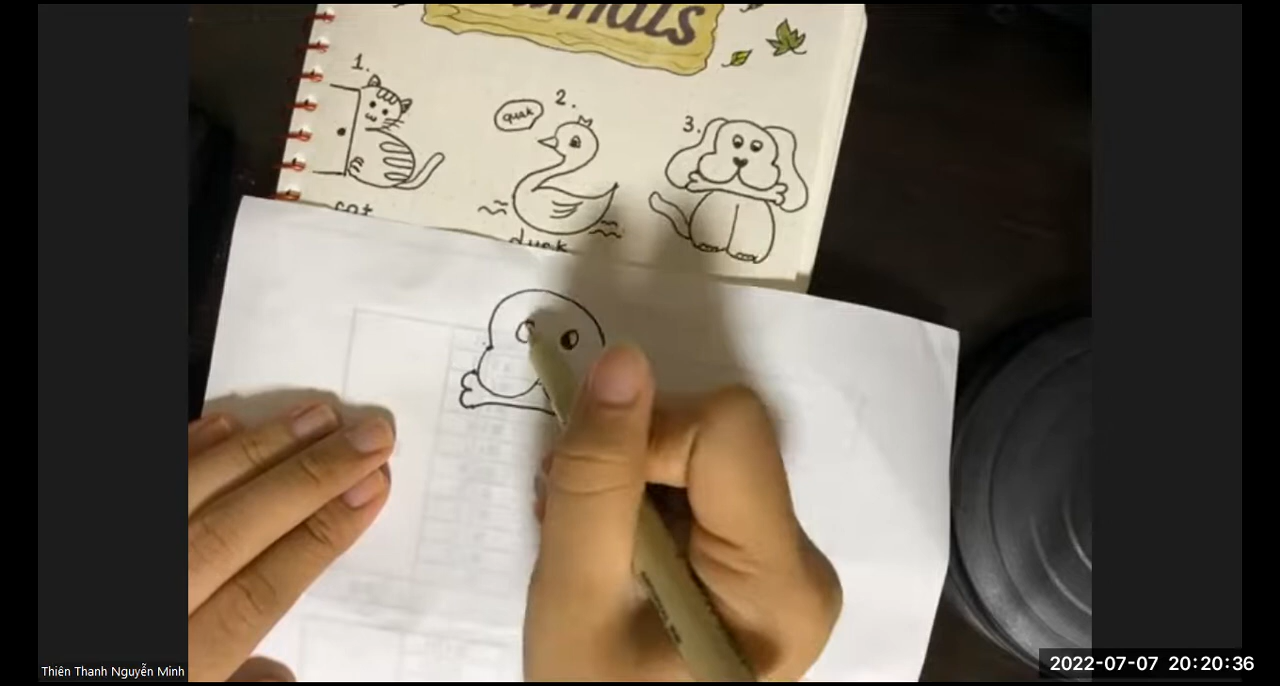 1.
2.
3.
quak
cat
duck
Thiên Thanh Nguyễn Minh
2022-07-07 20:20:36